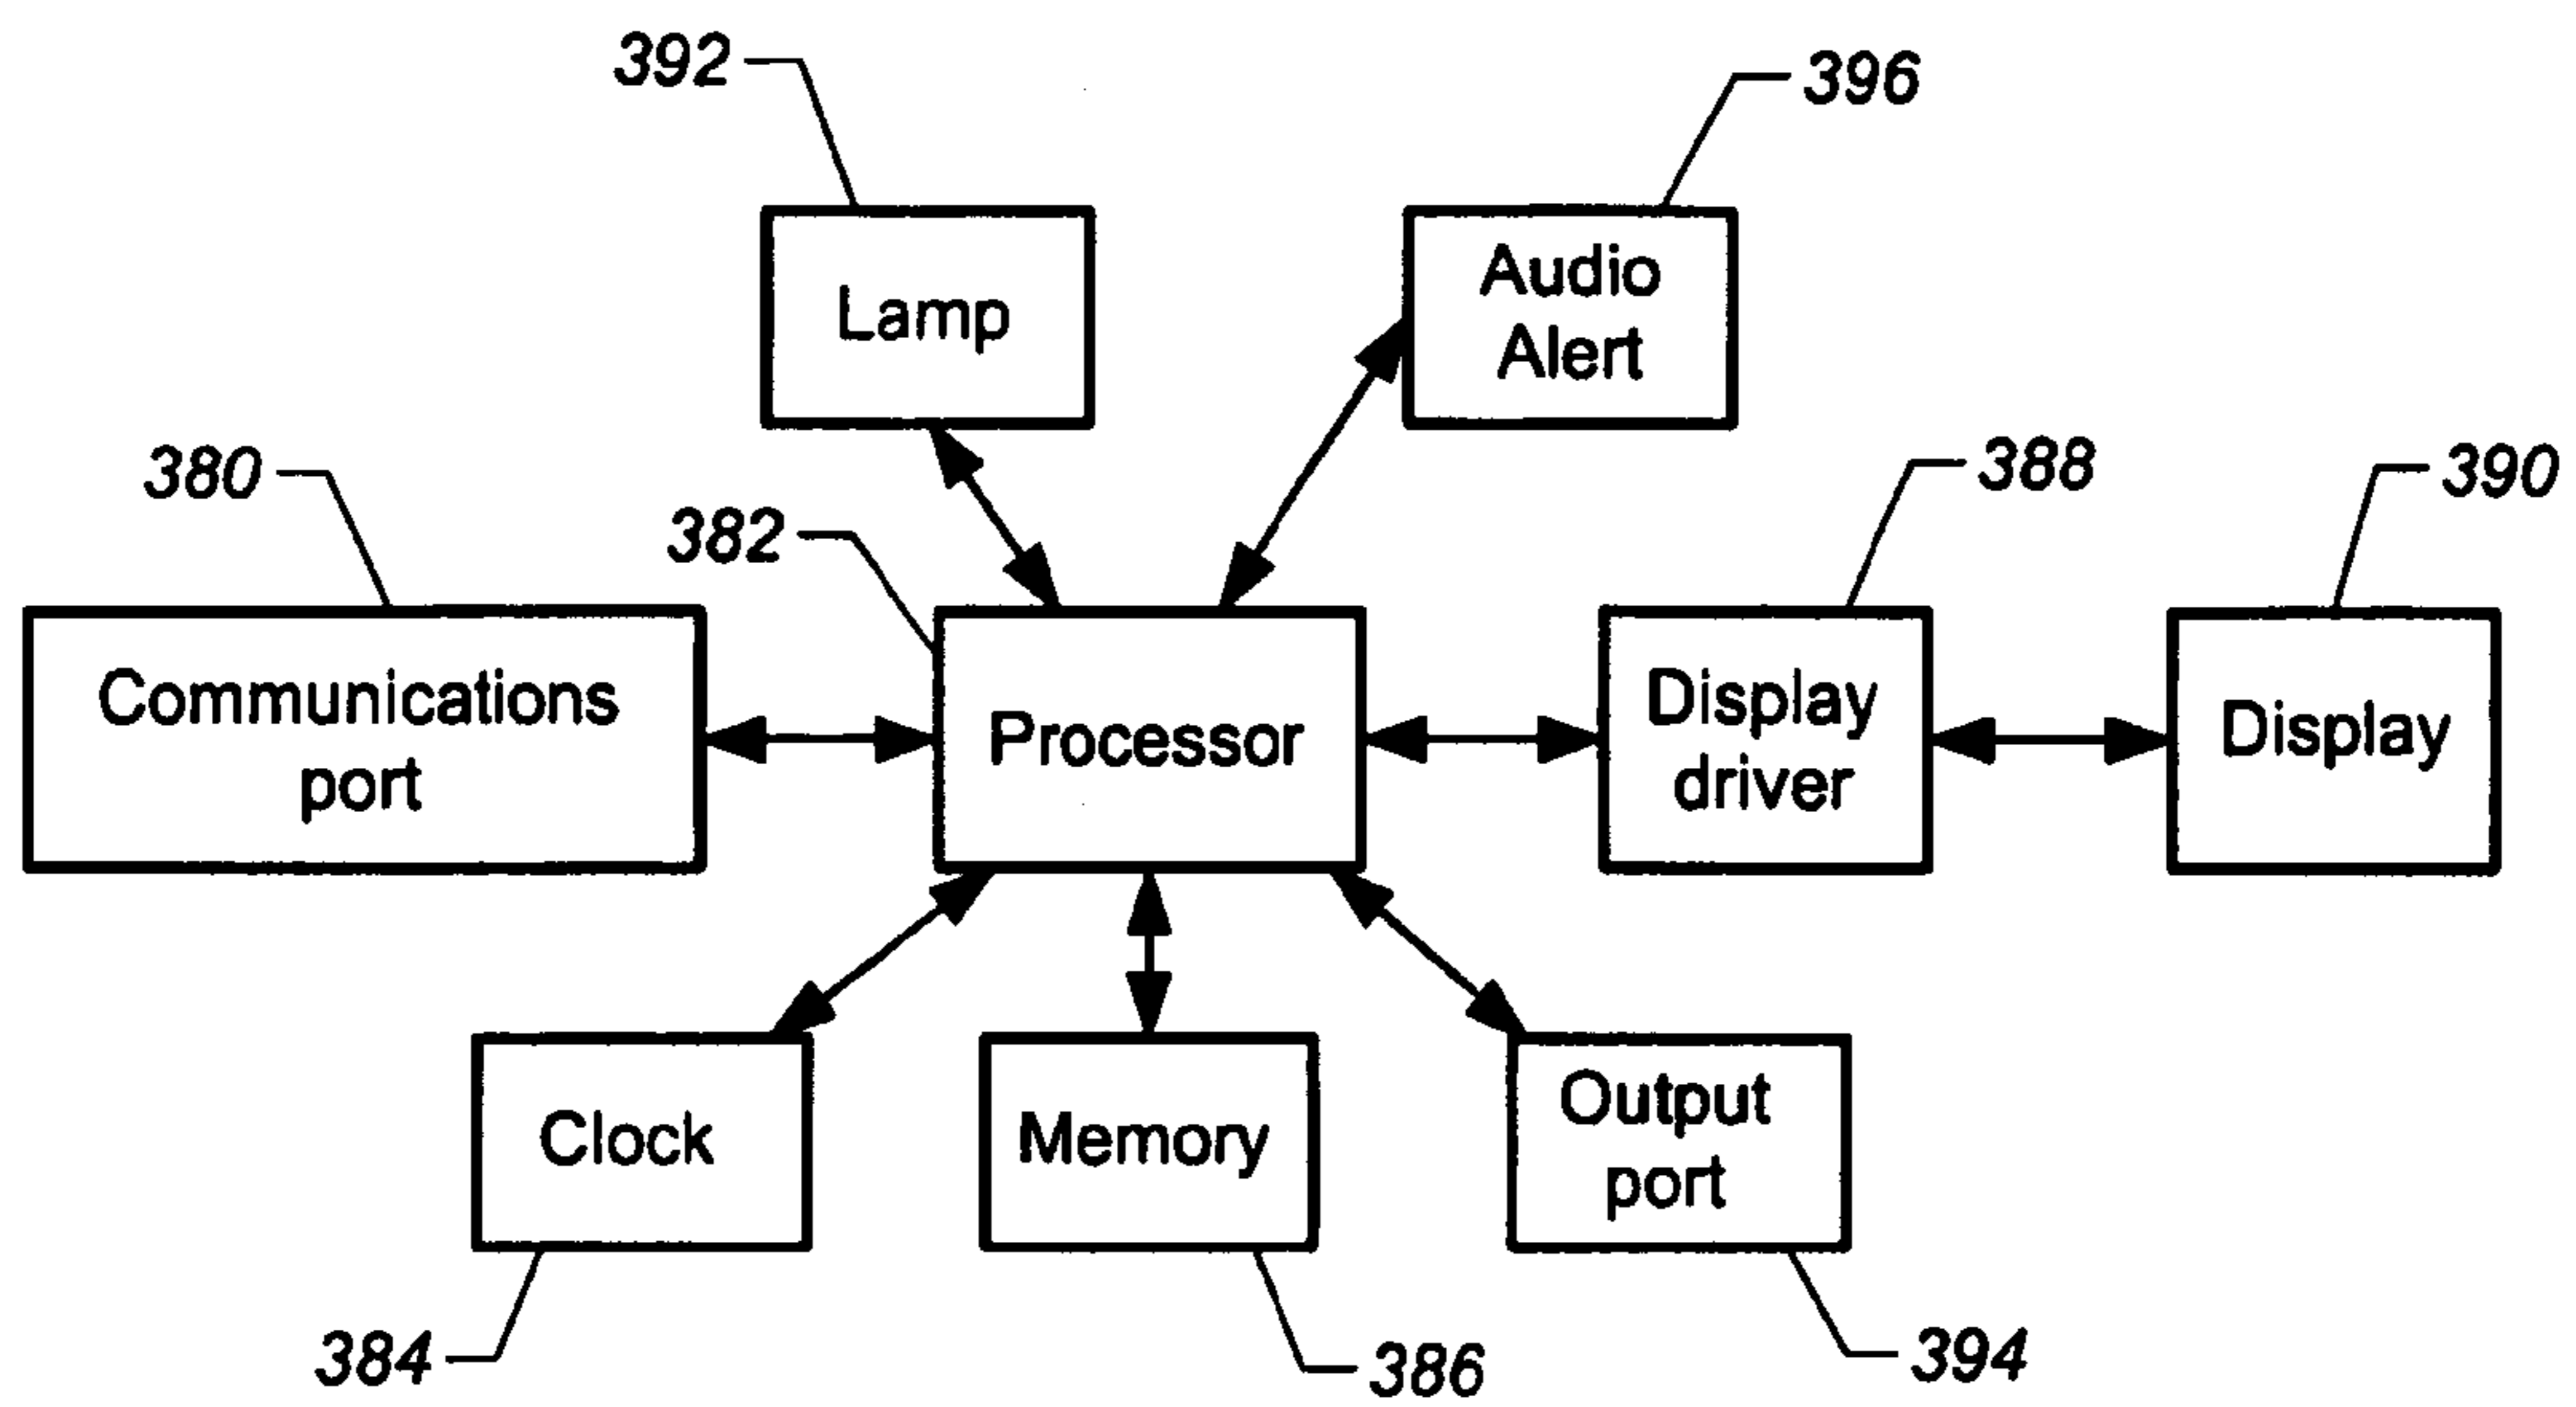 392
396
Lamp
Audio
Alert
380
382
388
390
Communications
port
Processor
Display
driver
Display
Clock
Memory
Output
port
384
386
394